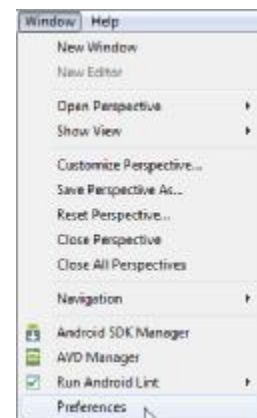 Window Help
New Window
New Editor
Open Perspective
Show View
Customize Perspective...
Save Perspective As...
Reset Perspective...
Close Perspective
Close All Perspectives
Navigation
Android SDK Manager
AVD Manager
Run Android Lint
Preferences